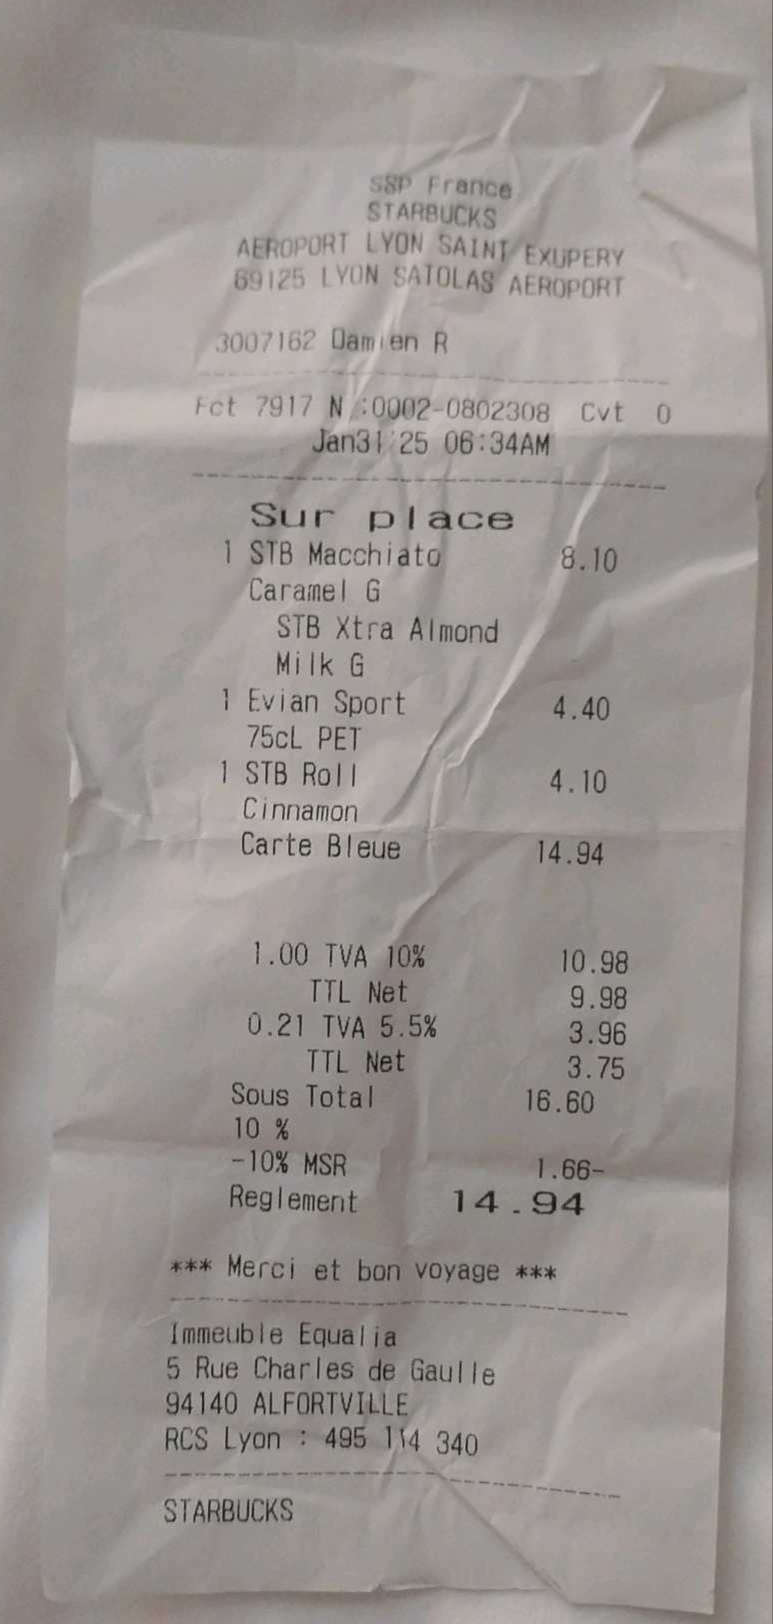 SSP France
STARBUCKS
AEROPORT LYON SAINT EXUPERY
69125 LYON SATOLAS AEROPORT
3007162 Damien R
Fct 7917 N :0002-0802308 Cvt 0
Jan31'25 06:34AM
Sur place
1 STB Macchiato 8.10
Caramel G
STB Xtra Almond
Milk G
1 Evian Sport 4.40
75cL PET
1 STB Roll 4.10
Cinnamon
Carte Bleue 14.94
1.00 TVA 10% 10.98
TTL Net 9.98
0.21 TVA 5.5% 3.96
TTL Net 3.75
Sous Total 16.60
10 %
-10% MSR 1.66-
Reglement 14.94
*** Merci et bon voyage ***
Immeuble Equalia
5 Rue Charles de Gaulle
94140 ALFORTVILLE
RCS Lyon : 495 114 340
STARBUCKS